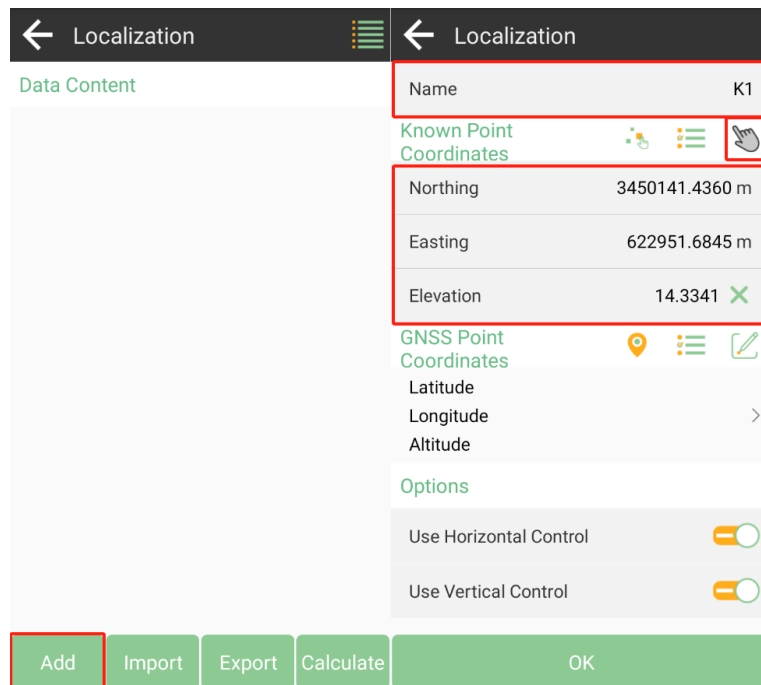 Localization
Data Content
Add Import Export Calculate
Localization
Name K1
Known Point
Coordinates
Northing 3450141.4360 m
Easting 622951.6845 m
Elevation 14.3341
GNSS Point
Coordinates
Latitude
Longitude
Altitude
Options
Use Horizontal Control
Use Vertical Control
OK